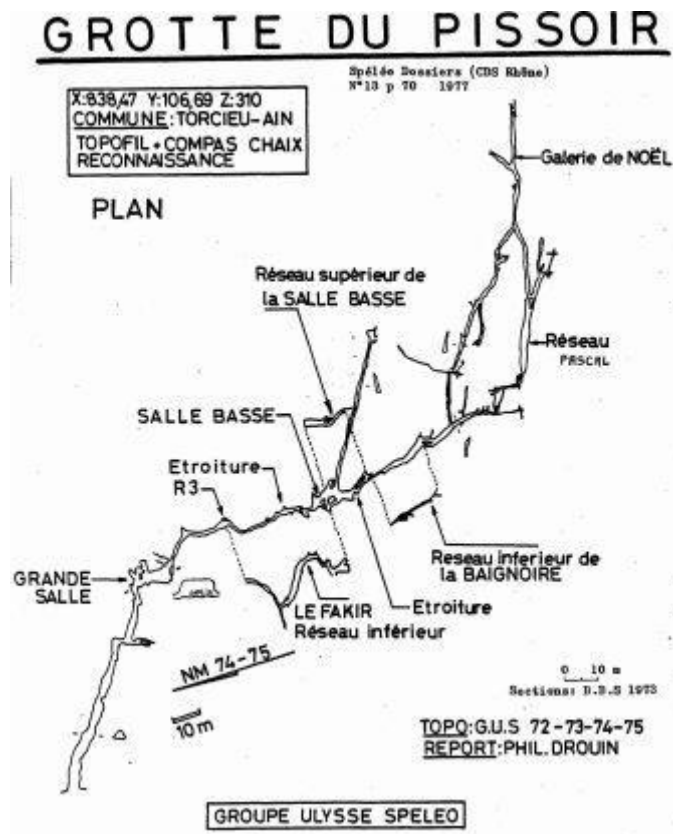 GROTTE DU PISSOIR
Spéléo Dossiers (CDS Rhône)
N°13 p 70 1977
X:838,47 Y:106,69 Z:310
COMMUNE:TORCIEU-AIN
TOPOFIL+COMPAS CHAIX
RECONNAISSANCE
PLAN
Galerie de NOËL
Réseau supérieur de
la SALLE BASSE
Réseau
PASCAL
SALLE BASSE
Etroiture
R3
GRANDE
SALLE
Reseau inferieur de
la BAIGNOIRE
LE FAKIR
Réseau inférieur
Etroiture
NM 74-75
10 m
0 10 m
Sections: D.D.S 1973
TOPO:G.U.S 72-73-74-75
REPORT:PHIL.DROUIN
GROUPE ULYSSE SPELEO